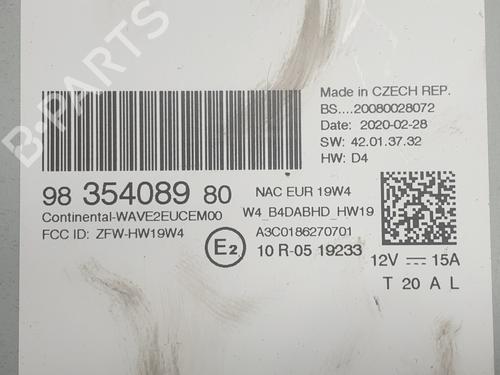 Made in CZECH REP.
BS....20080028072
Date: 2020-02-28
SW: 42.01.37.32
HW: D4
98 354089 80
NAC EUR 19W4
Continental-WAVE2EUCEM00
W4_B4DABHD_HW19
FCC ID: ZFW-HW19W4
E2
A3C0186270701
10 R-05 19233
12V ⎓ 15A
T 20 A L
B-PARTS